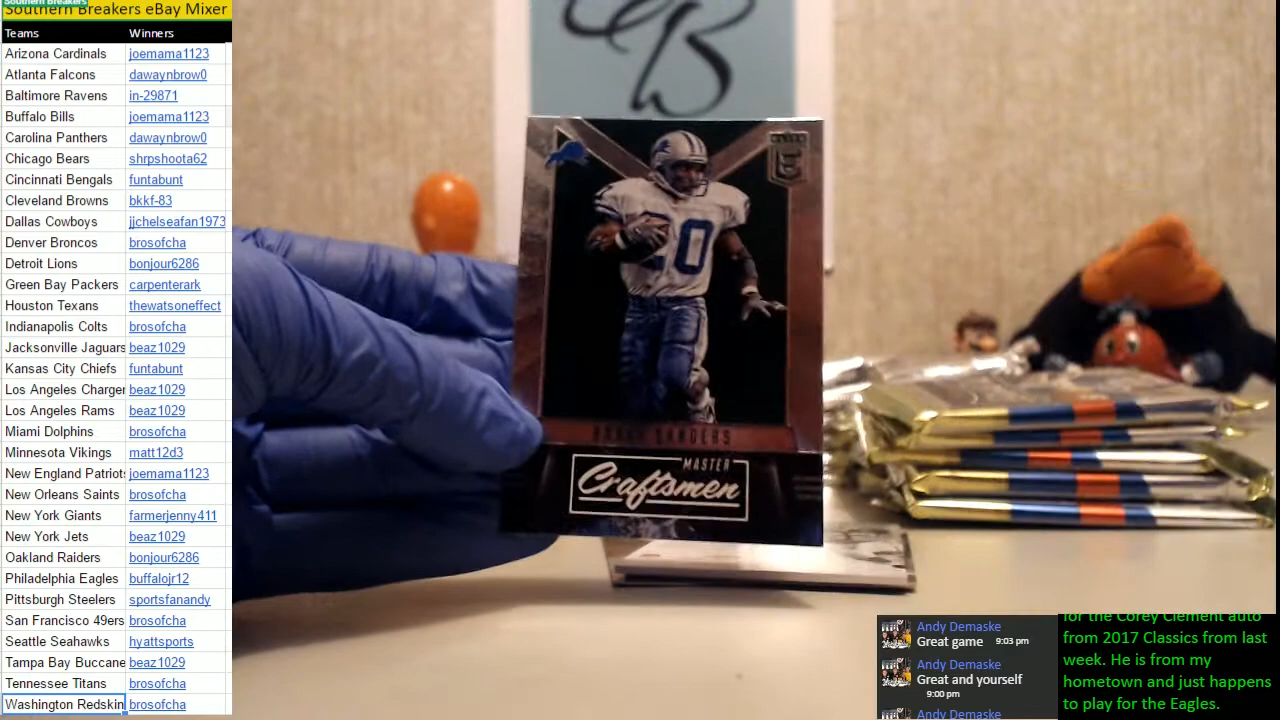 Southern Breakers
Southern Breakers eBay Mixer
Teams Winners
Arizona Cardinals joemama1123
Atlanta Falcons dawaynbrow0
Baltimore Ravens in-29871
Buffalo Bills joemama1123
Carolina Panthers dawaynbrow0
Chicago Bears shrpshoota62
Cincinnati Bengals funtabunt
Cleveland Browns bkkf-83
Dallas Cowboys jjchelseafan1973
Denver Broncos brosofcha
Detroit Lions bonjour6286
Green Bay Packers carpenterark
Houston Texans thewatsoneffect
Indianapolis Colts brosofcha
Jacksonville Jaguars beaz1029
Kansas City Chiefs funtabunt
Los Angeles Charger beaz1029
Los Angeles Rams beaz1029
Miami Dolphins brosofcha
Minnesota Vikings matt12d3
New England Patriots joemama1123
New Orleans Saints brosofcha
New York Giants farmerjenny411
New York Jets beaz1029
Oakland Raiders bonjour6286
Philadelphia Eagles buffalojr12
Pittsburgh Steelers sportsfanandy
San Francisco 49ers brosofcha
Seattle Seahawks hyattsports
Tampa Bay Buccane beaz1029
Tennessee Titans brosofcha
Washington Redskin brosofcha
B
E
20
BARRY SANDERS
MASTER
Craftsmen
Andy Demaske
Great game 9:03 pm
Andy Demaske
Great and yourself
9:00 pm
Andy Demaske
for the Corey Clement auto
from 2017 Classics from last
week. He is from my
hometown and just happens
to play for the Eagles.